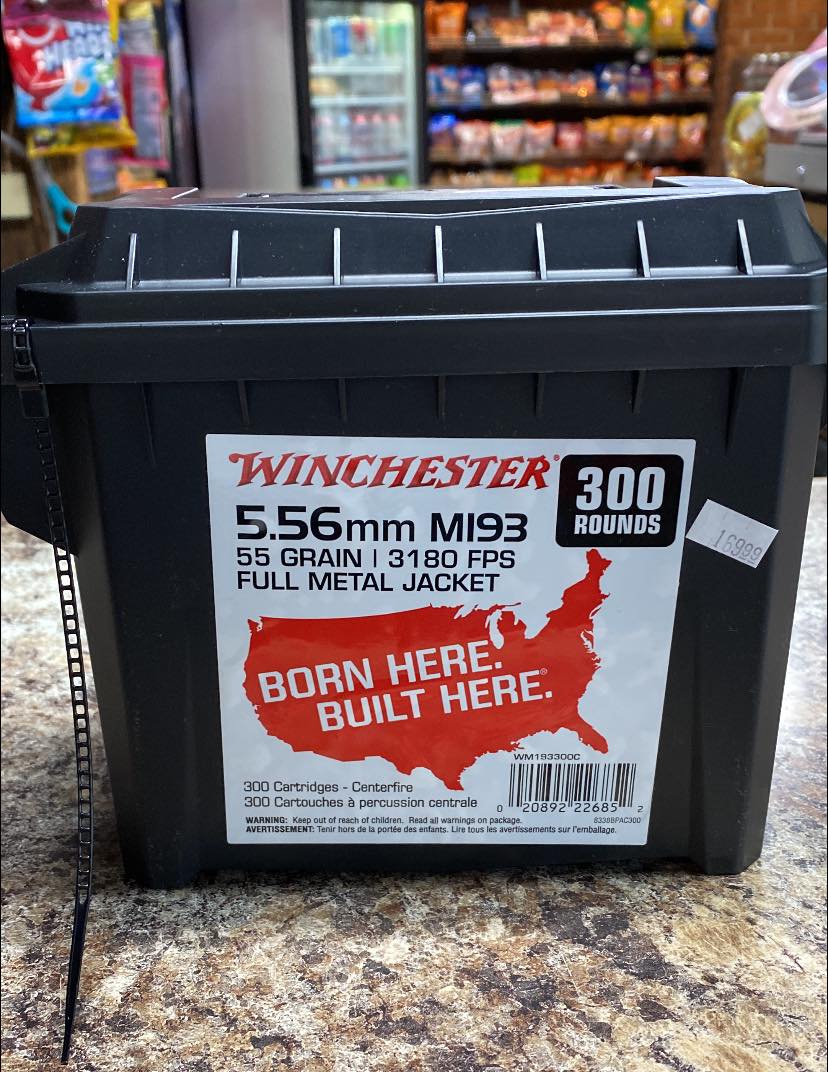 WINCHESTER®
300
ROUNDS
5.56mm M193
55 GRAIN | 3180 FPS
FULL METAL JACKET
16999
BORN HERE.
BUILT HERE.®
WM193300C
300 Cartridges - Centerfire
300 Cartouches à percussion centrale
0 20892 22685 2
WARNING: Keep out of reach of children. Read all warnings on package.
8338BPAC300
AVERTISSEMENT: Tenir hors de la portée des enfants. Lire tous les avertissements sur l'emballage.